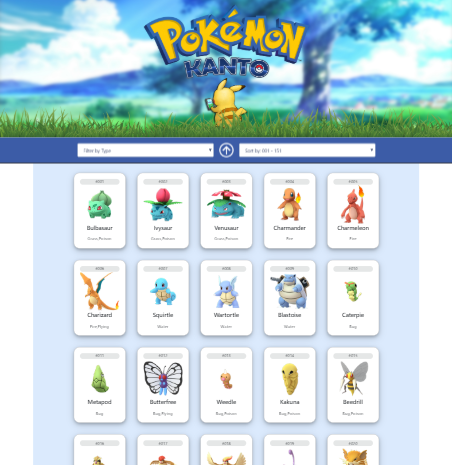 POKéMON
KANTO
Filter by: Type
Sort by: 001 - 151
#001 #002 #003 #004 #005
Bulbasaur Ivysaur Venusaur Charmander Charmeleon
Grass/Poison Grass/Poison Grass/Poison Fire Fire
#006 #007 #008 #009 #010
Charizard Squirtle Wartortle Blastoise Caterpie
Fire/Flying Water Water Water Bug
#011 #012 #013 #014 #015
Metapod Butterfree Weedle Kakuna Beedrill
Bug Bug/Flying Bug/Poison Bug/Poison Bug/Poison
#016 #017 #018 #019 #020